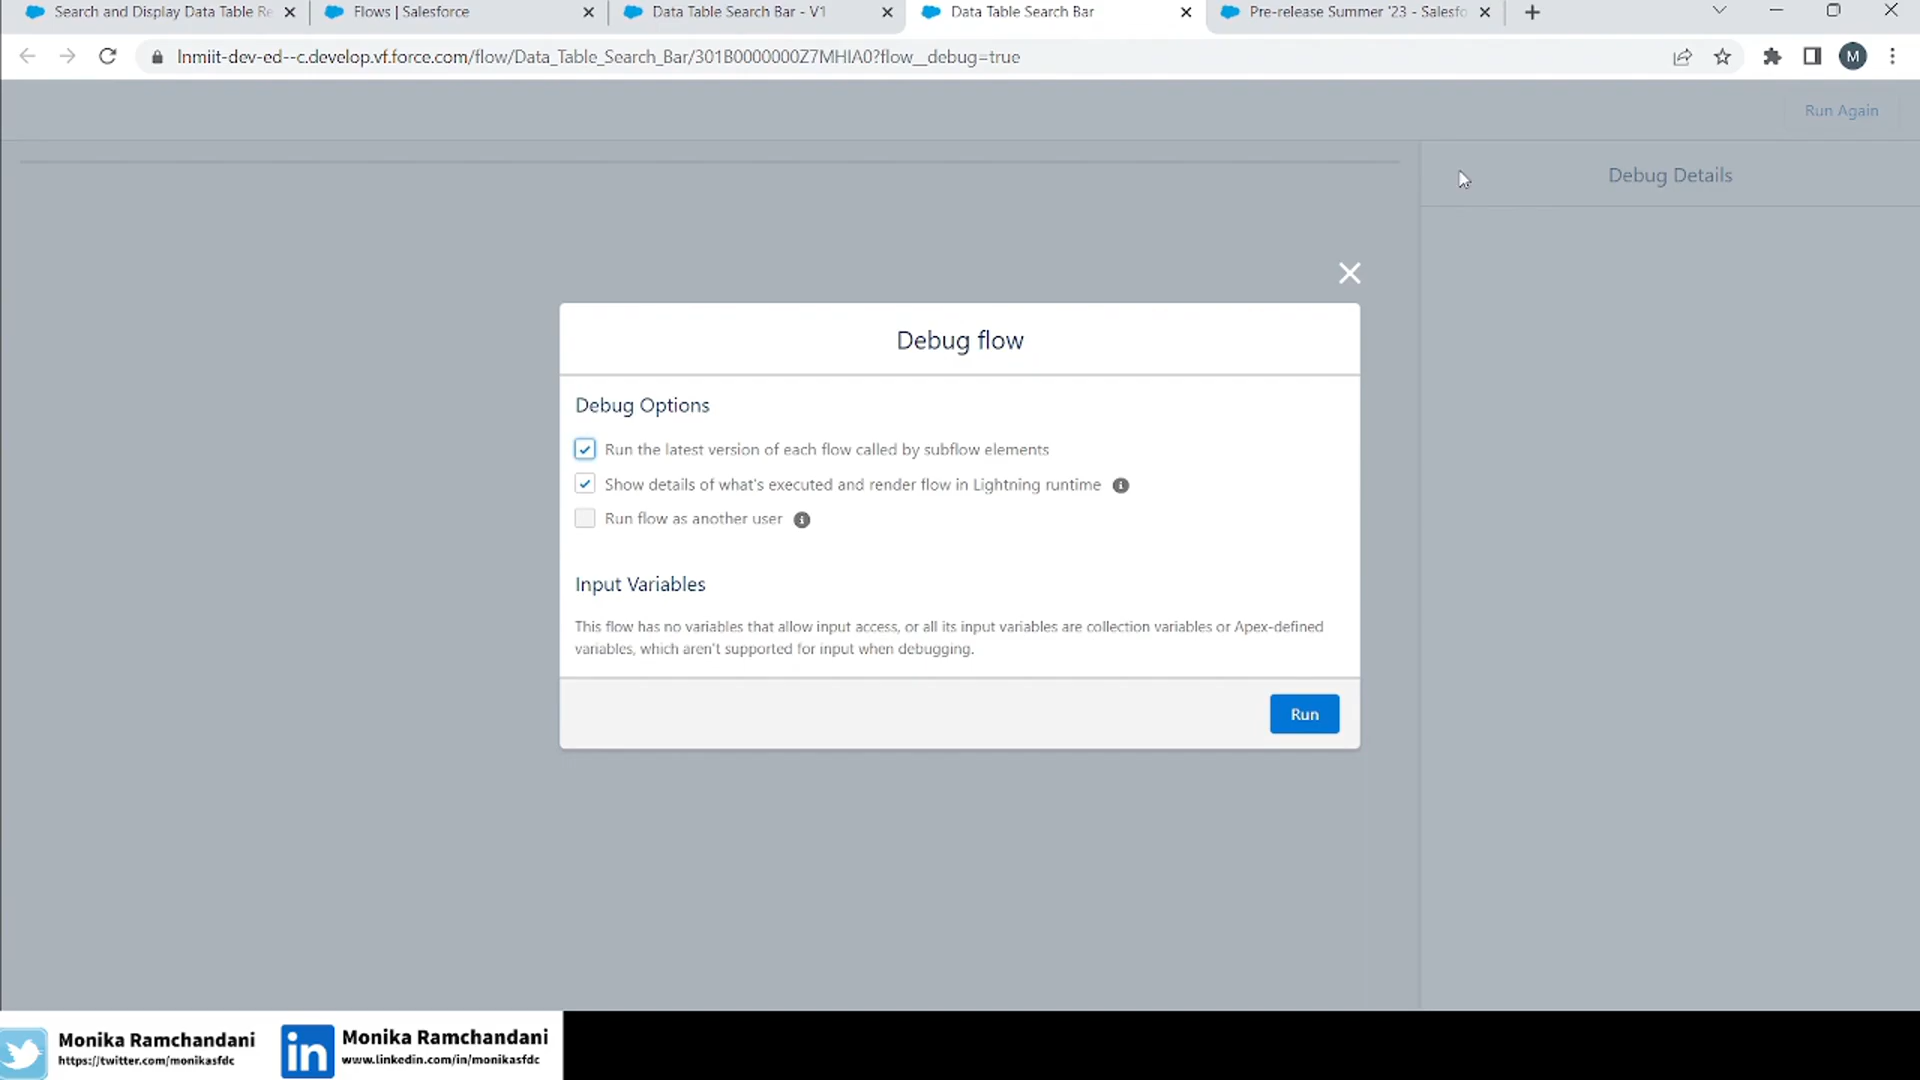 Search and Display Data Table Re
Flows | Salesforce
Data Table Search Bar - V1
Data Table Search Bar
Pre-release Summer '23 - Salesfo
lnmiit-dev-ed--c.develop.vf.force.com/flow/Data_Table_Search_Bar/301B0000000Z7MHIA0?flow__debug=true
M
Run Again
Debug Details
Debug flow
Debug Options
Run the latest version of each flow called by subflow elements
Show details of what's executed and render flow in Lightning runtime
Run flow as another user
Input Variables
This flow has no variables that allow input access, or all its input variables are collection variables or Apex-defined
variables, which aren't supported for input when debugging.
Run
Monika Ramchandani
https://twitter.com/monikasfdc
in
Monika Ramchandani
www.linkedin.com/in/monikasfdc